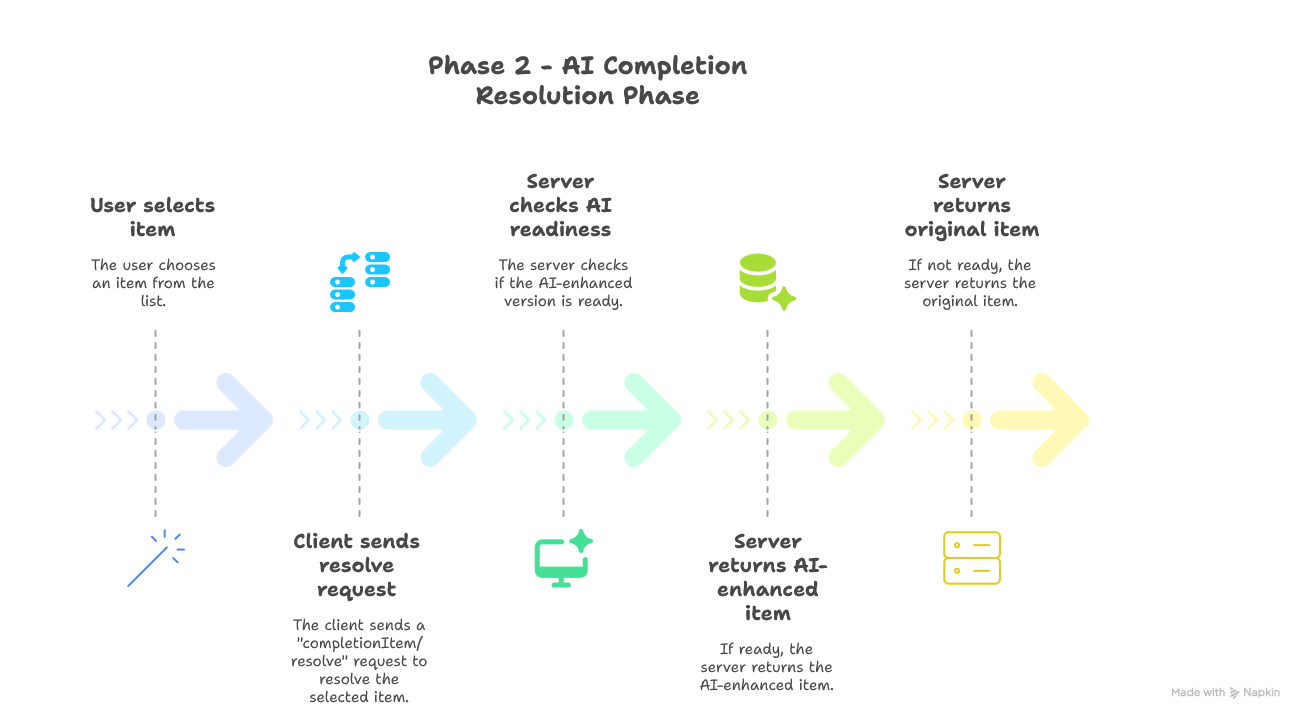 Phase 2 - AI Completion
Resolution Phase
User selects
item
The user chooses
an item from the
list.
Client sends
resolve
request
The client sends a
"completionItem/
resolve" request to
resolve the
selected item.
Server
checks AI
readiness
The server checks
if the AI-enhanced
version is ready.
Server
returns AI-
enhanced
item
If ready, the
server returns the
AI-enhanced item.
Server
returns
original item
If not ready, the
server returns the
original item.
Made with Napkin